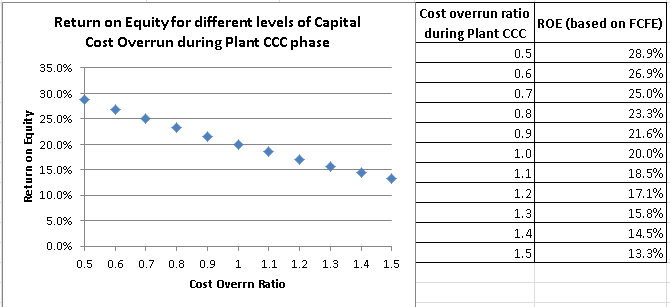 Return on Equity for different levels of Capital
Cost Overrun during Plant CCC phase
35.0%
30.0%
25.0%
20.0%
15.0%
10.0%
5.0%
0.0%
Return on Equity
0.5 0.6 0.7 0.8 0.9 1 1.1 1.2 1.3 1.4 1.5
Cost Overrn Ratio
Cost overrun ratio
during Plant CCC
ROE (based on FCFE)
0.5 28.9%
0.6 26.9%
0.7 25.0%
0.8 23.3%
0.9 21.6%
1.0 20.0%
1.1 18.5%
1.2 17.1%
1.3 15.8%
1.4 14.5%
1.5 13.3%